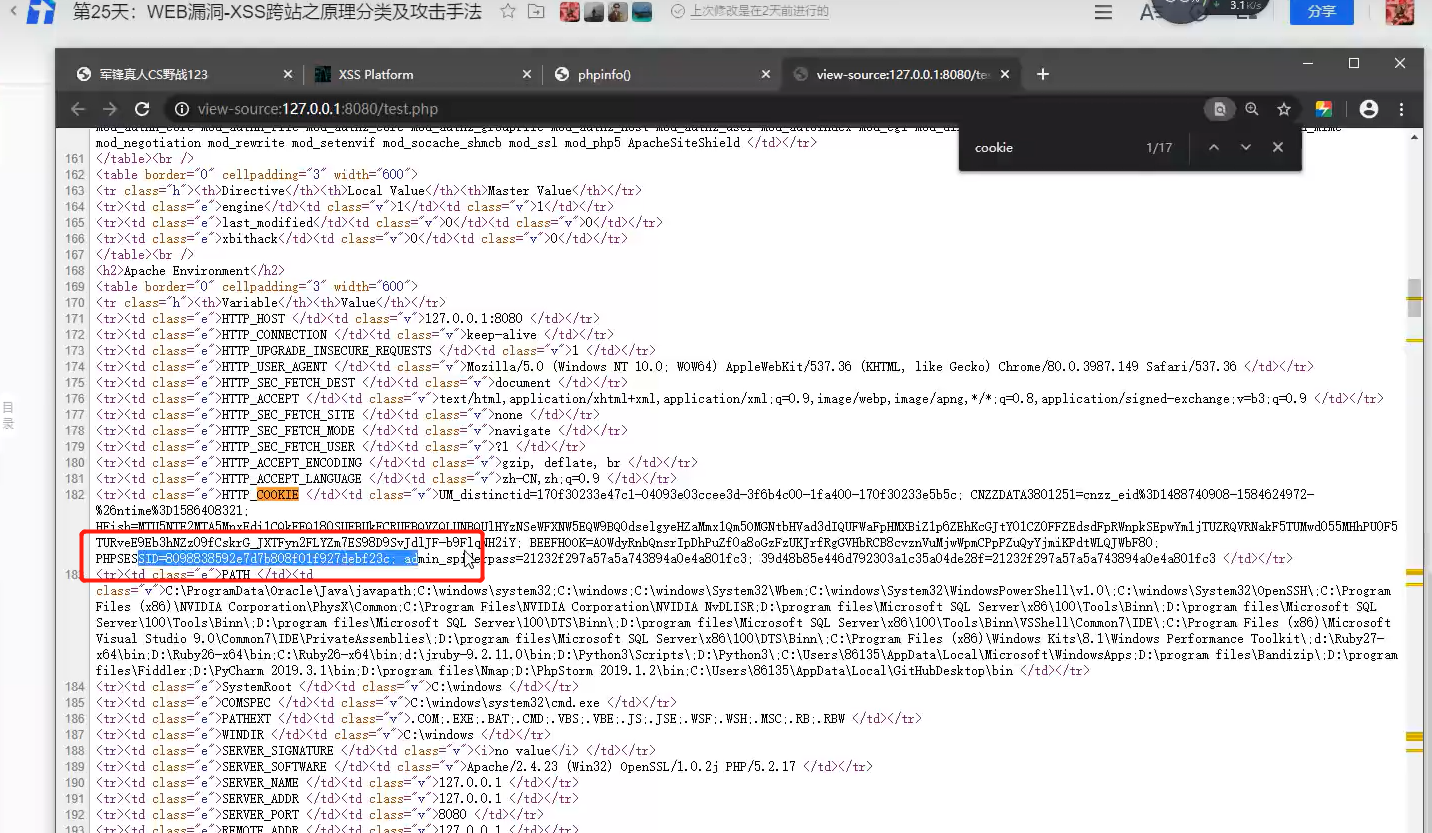 第25天：WEB漏洞-XSS跨站之原理分类及攻击手法
上次修改是在2天前进行的
3.1K/s
分享
军锋真人CS野战123
XSS Platform
phpinfo()
view-source:127.0.0.1:8080/te
view-source:127.0.0.1:8080/test.php
cookie 1/17
目录
mod_negotiation mod_rewrite mod_setenvif mod_socache_shmcb mod_ssl mod_php5 ApacheSiteShield </td></tr>
161 </table><br />
162 <table border="0" cellpadding="3" width="600">
163 <tr class="h"><th>Directive</th><th>Local Value</th><th>Master Value</th></tr>
164 <tr><td class="e">engine</td><td class="v">1</td><td class="v">1</td></tr>
165 <tr><td class="e">last_modified</td><td class="v">0</td><td class="v">0</td></tr>
166 <tr><td class="e">xbithack</td><td class="v">0</td><td class="v">0</td></tr>
167 </table><br />
168 <h2>Apache Environment</h2>
169 <table border="0" cellpadding="3" width="600">
170 <tr class="h"><th>Variable</th><th>Value</th></tr>
171 <tr><td class="e">HTTP_HOST </td><td class="v">127.0.0.1:8080 </td></tr>
172 <tr><td class="e">HTTP_CONNECTION </td><td class="v">keep-alive </td></tr>
173 <tr><td class="e">HTTP_UPGRADE_INSECURE_REQUESTS </td><td class="v">1 </td></tr>
174 <tr><td class="e">HTTP_USER_AGENT </td><td class="v">Mozilla/5.0 (Windows NT 10.0; WOW64) AppleWebKit/537.36 (KHTML, like Gecko) Chrome/80.0.3987.149 Safari/537.36 </td></tr>
175 <tr><td class="e">HTTP_SEC_FETCH_DEST </td><td class="v">document </td></tr>
176 <tr><td class="e">HTTP_ACCEPT </td><td class="v">text/html,application/xhtml+xml,application/xml;q=0.9,image/webp,image/apng,*/*;q=0.8,application/signed-exchange;v=b3;q=0.9 </td></tr>
177 <tr><td class="e">HTTP_SEC_FETCH_SITE </td><td class="v">none </td></tr>
178 <tr><td class="e">HTTP_SEC_FETCH_MODE </td><td class="v">navigate </td></tr>
179 <tr><td class="e">HTTP_SEC_FETCH_USER </td><td class="v">?1 </td></tr>
180 <tr><td class="e">HTTP_ACCEPT_ENCODING </td><td class="v">gzip, deflate, br </td></tr>
181 <tr><td class="e">HTTP_ACCEPT_LANGUAGE </td><td class="v">zh-CN,zh;q=0.9 </td></tr>
182 <tr><td class="e">HTTP_COOKIE </td><td class="v">UM_distinctid=170f30233e47c1-04093e03ccee3d-3f6b4c00-1fa400-170f30233e5b5c; CNZZDATA3801251=cnzz_eid%3D1488740908-1584624972-
%26ntime%3D1586408321;
PHPSESSID=8098838592e7d7b808f01f927debf23c; 39d48b85e446d792303a1c35a04de28f=21232f297a57a5a743894a0e4a801fc3 </td></tr>
183 <tr><td class="e">PATH </td><td
class="v">C:\ProgramData\Oracle\Java\javapath;C:\windows\system32;C:\windows;C:\windows\System32\Wbem;C:\windows\System32\WindowsPowerShell\v1.0\;C:\windows\System32\OpenSSH\;C:\Program
Files (x86)\NVIDIA Corporation\PhysX\Common;C:\Program Files\NVIDIA Corporation\NVIDIA NvDLISR;D:\program files\Microsoft SQL Server\x86\100\Tools\Binn\;D:\program files\Microsoft SQL
Server\100\Tools\Binn\;D:\program files\Microsoft SQL Server\100\DTS\Binn\;D:\program files\Microsoft SQL Server\x86\100\Tools\Binn\VSShell\Common7\IDE\;C:\Program Files (x86)\Microsoft
Visual Studio 9.0\Common7\IDE\PrivateAssemblies\;D:\program files\Microsoft SQL Server\x86\100\DTS\Binn\;C:\Program Files (x86)\Windows Kits\8.1\Windows Performance Toolkit\;d:\Ruby27-
x64\bin;D:\Ruby26-x64\bin;C:\Ruby26-x64\bin;d:\jruby-9.2.11.0\bin;D:\Python3\Scripts\;D:\Python3\;C:\Users\86135\AppData\Local\Microsoft\WindowsApps;D:\program files\Bandizip\;D:\program
files\Fiddler;D:\PyCharm 2019.3.1\bin;D:\program files\Nmap;D:\PhpStorm 2019.1.2\bin;C:\Users\86135\AppData\Local\GitHubDesktop\bin </td></tr>
184 <tr><td class="e">SystemRoot </td><td class="v">C:\windows </td></tr>
185 <tr><td class="e">COMSPEC </td><td class="v">C:\windows\system32\cmd.exe </td></tr>
186 <tr><td class="e">PATHEXT </td><td class="v">.COM;.EXE;.BAT;.CMD;.VBS;.VBE;.JS;.JSE;.WSF;.WSH;.MSC;.RB;.RBW </td></tr>
187 <tr><td class="e">WINDIR </td><td class="v">C:\windows </td></tr>
188 <tr><td class="e">SERVER_SIGNATURE </td><td class="v"><i>no value</i> </td></tr>
189 <tr><td class="e">SERVER_SOFTWARE </td><td class="v">Apache/2.4.23 (Win32) OpenSSL/1.0.2j PHP/5.2.17 </td></tr>
190 <tr><td class="e">SERVER_NAME </td><td class="v">127.0.0.1 </td></tr>
191 <tr><td class="e">SERVER_ADDR </td><td class="v">127.0.0.1 </td></tr>
192 <tr><td class="e">SERVER_PORT </td><td class="v">8080 </td></tr>
193 <tr><td class="e">REMOTE_ADDR </td><td class="v">127.0.0.1 </td></tr>